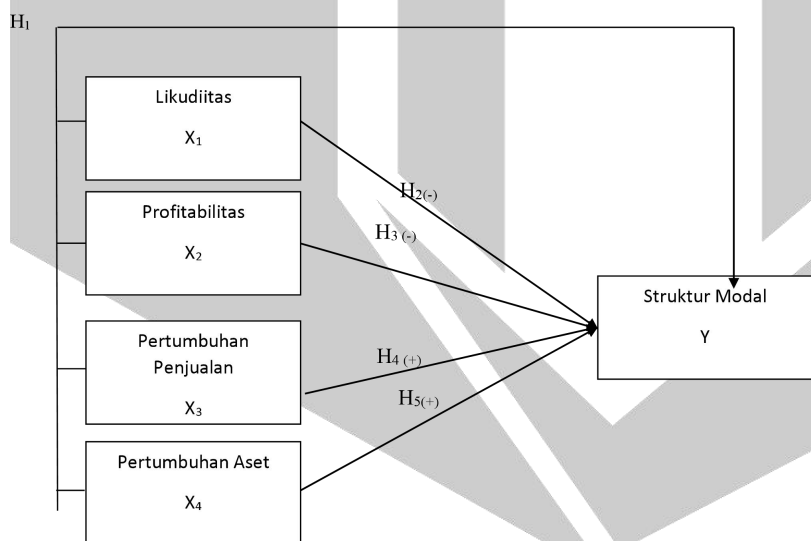 H₁
Likudiitas
X₁
H₂(-)
Profitabilitas
X₂
H₃ (-)
Struktur Modal
Y
Pertumbuhan
Penjualan
X₃
H₄ (+)
H₅(+)
Pertumbuhan Aset
X₄